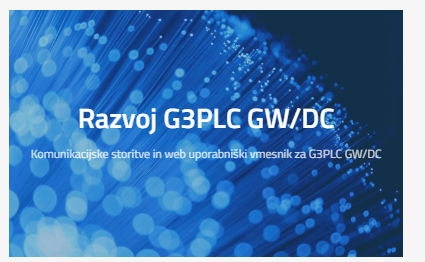 Razvoj G3PLC GW/DC
Komunikacijske storitve in web uporabniški vmesnik za G3PLC GW/DC